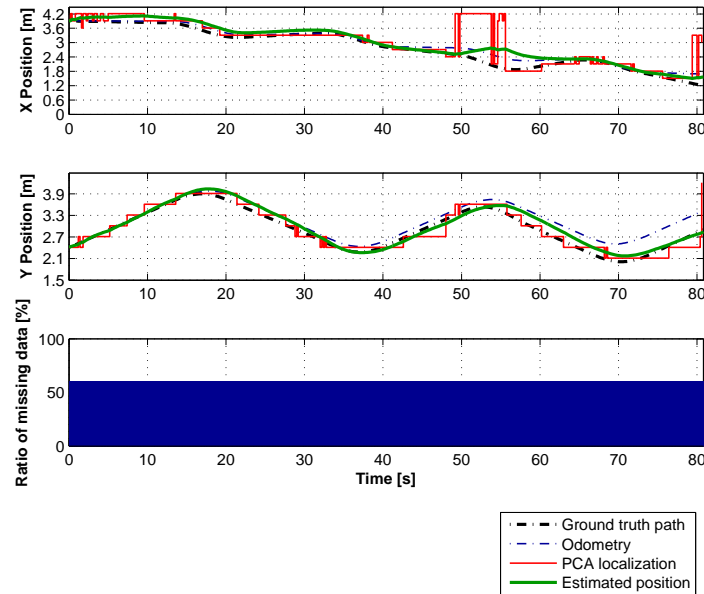 X Position [m]
4.2
3.6
3
2.4
1.8
1.2
0.6
0
0 10 20 30 40 50 60 70 80
Y Position [m]
3.9
3.3
2.7
2.1
1.5
0 10 20 30 40 50 60 70 80
Ratio of missing data [%]
100
50
0
0 10 20 30 40 50 60 70 80
Time [s]
Ground truth path
Odometry
PCA localization
Estimated position